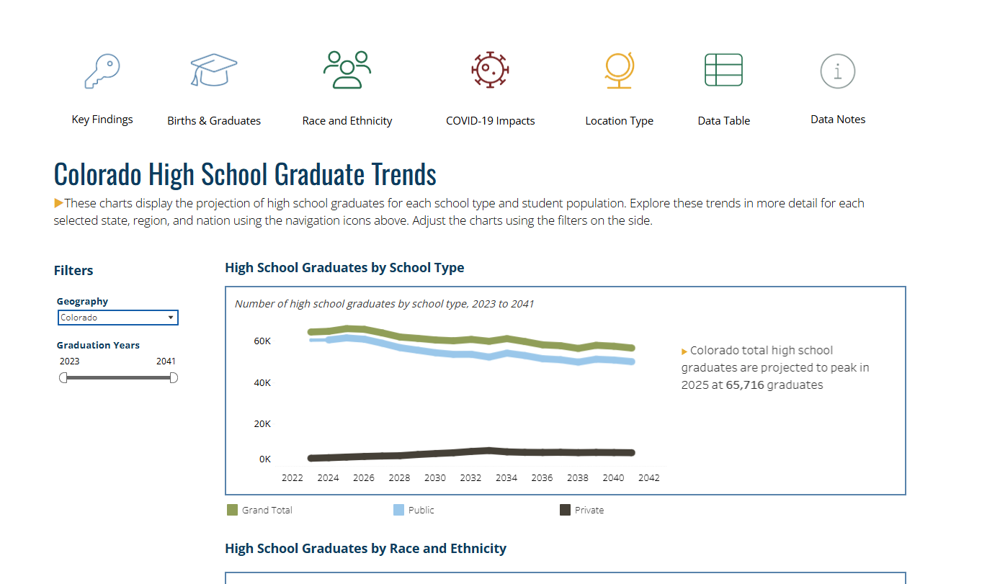 Key Findings
Births & Graduates
Race and Ethnicity
COVID-19 Impacts
Location Type
Data Table
Data Notes
Colorado High School Graduate Trends
▶These charts display the projection of high school graduates for each school type and student population. Explore these trends in more detail for each
selected state, region, and nation using the navigation icons above. Adjust the charts using the filters on the side.
Filters
Geography
Colorado
Graduation Years
2023 2041
High School Graduates by School Type
Number of high school graduates by school type, 2023 to 2041
60K
40K
20K
0K
2022 2024 2026 2028 2030 2032 2034 2036 2038 2040 2042
▶ Colorado total high school
graduates are projected to peak in
2025 at 65,716 graduates
Grand Total
Public
Private
High School Graduates by Race and Ethnicity